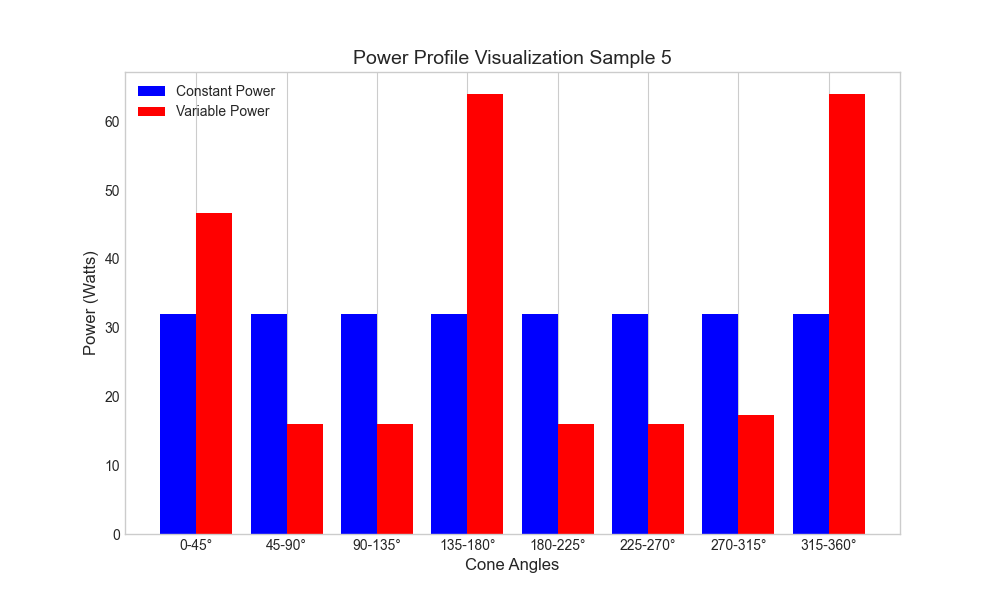 Power Profile Visualization Sample 5
Constant Power
Variable Power
60
50
40
30
20
10
0
Power (Watts)
0-45° 45-90° 90-135° 135-180° 180-225° 225-270° 270-315° 315-360°
Cone Angles